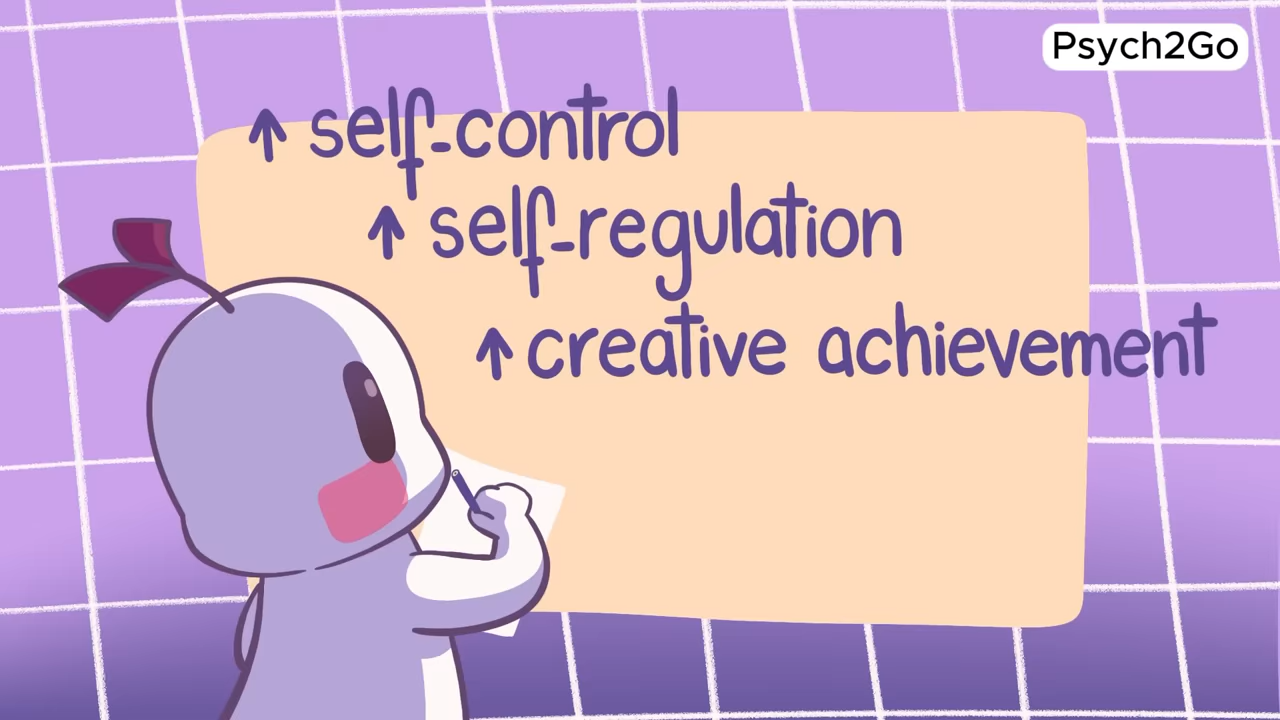 Psych2Go
↑ self-control
↑ self-regulation
↑ creative achievement